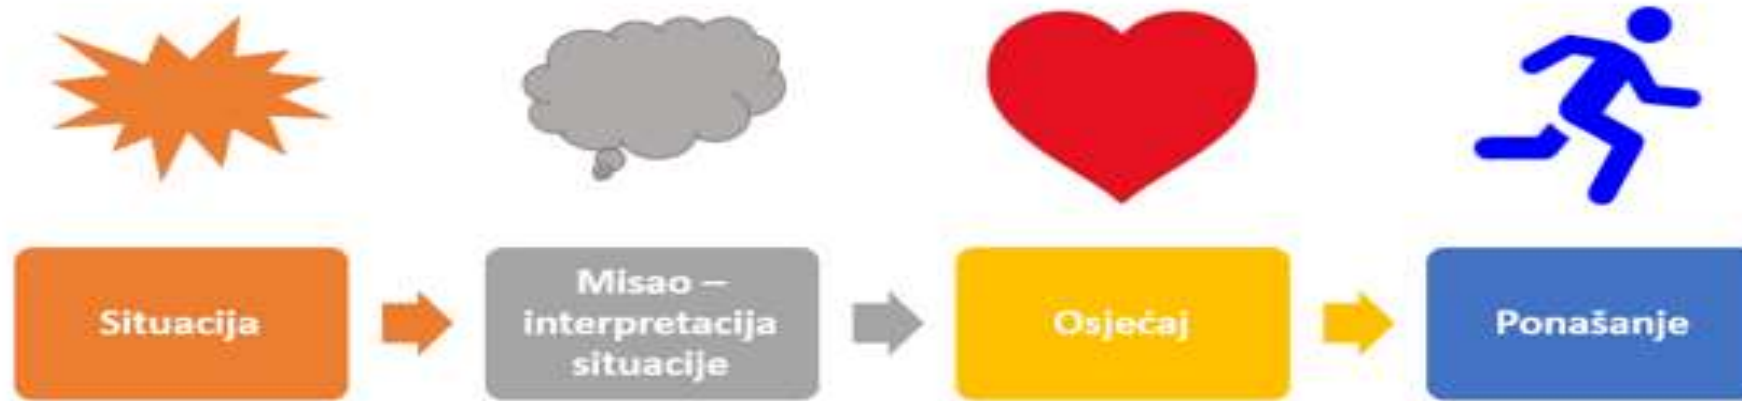 Situacija
Misao –
interpretacija
situacije
Osjećaj
Ponašanje